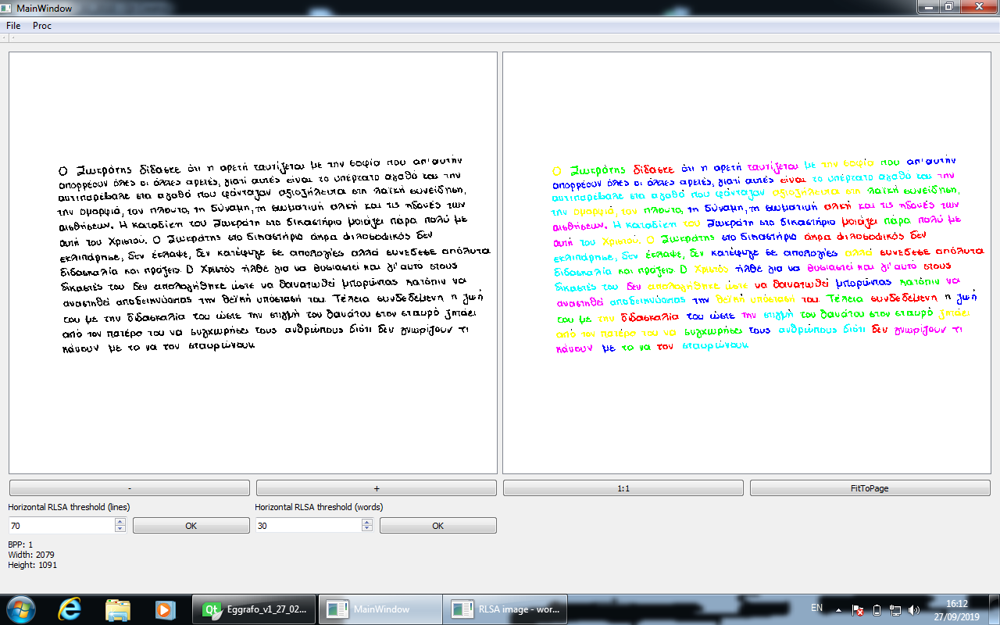 MainWindow
File Proc
Ο Σωκράτης δίδασκε ότι η αρετή ταυτίζεται με την σοφία που απ' αυτήν
απορρέουν όλες οι άλλες αρετές, γιατί αυτές είναι το υπέρτατο αγαθό και την
αντιπαρέβαλε στα αγαθά που φάνταζαν αξιοζήλευτα στη λαϊκή συνείδηση,
την ομορφιά, τον πλούτο, τη δύναμη, τη σωματική αλκή και τις ηδονές των
αισθήσεων. Η καταδίκη του Σωκράτη στο δικαστήριο μοιάζει πάρα πολύ με
αυτή του Χριστού. Ο Σωκράτης στο δικαστήριο άκρα φιλοσοφικός δεν
εκλιπάρησε, δεν έκλαψε, δεν κατέφυγε σε απολογίες αλλά συνέδεσε απόλυτα
διδασκαλία και πράξεις. Ο Χριστός ήλθε για να θυσιαστεί και γι' αυτό στους
δικαστές του δεν απολογήθηκε ώστε να θανατωθεί μπορώντας κατόπιν να
αναστηθεί αποδεικνύοντας την θεϊκή υπόστασή του. Τέλεια συνδεδεμένη η ζωή
του με την διδασκαλία του ώστε την στιγμή του θανάτου στον σταυρό ζητάει
από τον πατέρα του να συγχωρήσει τους ανθρώπους διότι δεν γνωρίζουν τι
κάνουν με το να τον σταυρώνουν
Ο Σωκράτης δίδασκε ότι η αρετή ταυτίζεται με την σοφία που απ' αυτήν
απορρέουν όλες οι άλλες αρετές, γιατί αυτές είναι το υπέρτατο αγαθό και την
αντιπαρέβαλε στα αγαθά που φάνταζαν αξιοζήλευτα στη λαϊκή συνείδηση,
την ομορφιά, τον πλούτο, τη δύναμη, τη σωματική αλκή και τις ηδονές των
αισθήσεων. Η καταδίκη του Σωκράτη στο δικαστήριο μοιάζει πάρα πολύ με
αυτή του Χριστού. Ο Σωκράτης στο δικαστήριο άκρα φιλοσοφικός δεν
εκλιπάρησε, δεν έκλαψε, δεν κατέφυγε σε απολογίες αλλά συνέδεσε απόλυτα
διδασκαλία και πράξεις. Ο Χριστός ήλθε για να θυσιαστεί και γι' αυτό στους
δικαστές του δεν απολογήθηκε ώστε να θανατωθεί μπορώντας κατόπιν να
αναστηθεί αποδεικνύοντας την θεϊκή υπόστασή του. Τέλεια συνδεδεμένη η ζωή
του με την διδασκαλία του ώστε την στιγμή του θανάτου στον σταυρό ζητάει
από τον πατέρα του να συγχωρήσει τους ανθρώπους διότι δεν γνωρίζουν τι
κάνουν με το να τον σταυρώνουν
- + 1:1 FitToPage
Horizontal RLSA threshold (lines) Horizontal RLSA threshold (words)
70 OK 30 OK
BPP: 1
Width: 2079
Height: 1091
Qt Eggrafo_v1_27_02... MainWindow RLSA image - wor... EN 16:12
27/09/2019